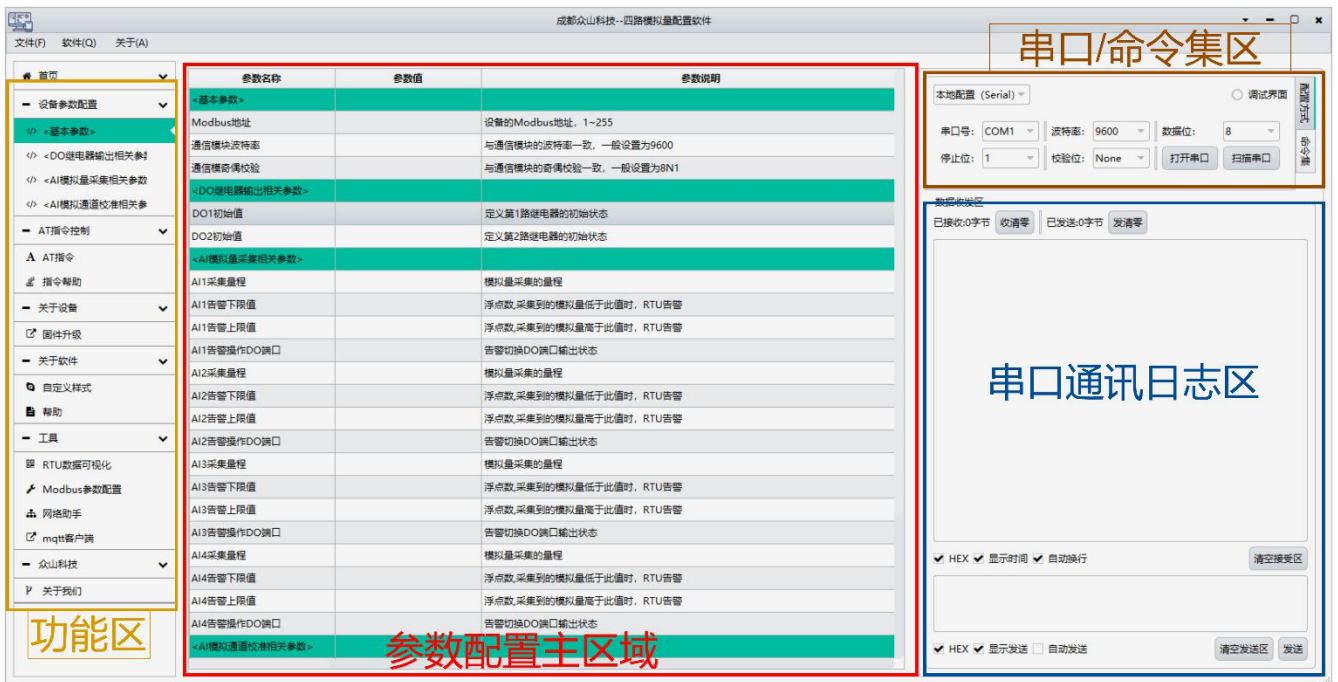 成都众山科技--四路模拟量配置软件
文件(F) 软件(Q) 关于(A)
首页
设备参数配置
<基本参数>
<DO继电器输出相关参数
<AI模拟量采集相关参数
<AI模拟通道校准相关参
AT指令控制
AT指令
指令帮助
关于设备
固件升级
关于软件
自定义样式
帮助
工具
RTU数据可视化
Modbus参数配置
网络助手
mqtt客户端
众山科技
关于我们
功能区
参数名称 参数值 参数说明
<基本参数>
Modbus地址 设备的Modbus地址，1~255
通信模块波特率 与通信模块的波特率一致，一般设置为9600
通信模奇偶校验 与通信模块的奇偶校验一致，一般设置为8N1
<DO继电器输出相关参数>
DO1初始值 定义第1路继电器的初始状态
DO2初始值 定义第2路继电器的初始状态
<AI模拟量采集相关参数>
AI1采集量程 模拟量采集的量程
AI1告警下限值 浮点数,采集到的模拟量低于此值时，RTU告警
AI1告警上限值 浮点数,采集到的模拟量高于此值时，RTU告警
AI1告警操作DO端口 告警切换DO端口输出状态
AI2采集量程 模拟量采集的量程
AI2告警下限值 浮点数,采集到的模拟量低于此值时，RTU告警
AI2告警上限值 浮点数,采集到的模拟量高于此值时，RTU告警
AI2告警操作DO端口 告警切换DO端口输出状态
AI3采集量程 模拟量采集的量程
AI3告警下限值 浮点数,采集到的模拟量低于此值时，RTU告警
AI3告警上限值 浮点数,采集到的模拟量高于此值时，RTU告警
AI3告警操作DO端口 告警切换DO端口输出状态
AI4采集量程 模拟量采集的量程
AI4告警下限值 浮点数,采集到的模拟量低于此值时，RTU告警
AI4告警上限值 浮点数,采集到的模拟量高于此值时，RTU告警
AI4告警操作DO端口 告警切换DO端口输出状态
<AI模拟通道校准相关参数>
参数配置主区域
串口/命令集区
本地配置 (Serial) 调试界面
串口号: COM1 波特率: 9600 数据位: 8
停止位: 1 校验位: None 打开串口 扫描串口
配置方式
命令集
数据收发区
已接收:0字节 收清零 已发送:0字节 发清零
串口通讯日志区
HEX 显示时间 自动换行 清空接受区
HEX 显示发送 自动发送 清空发送区 发送